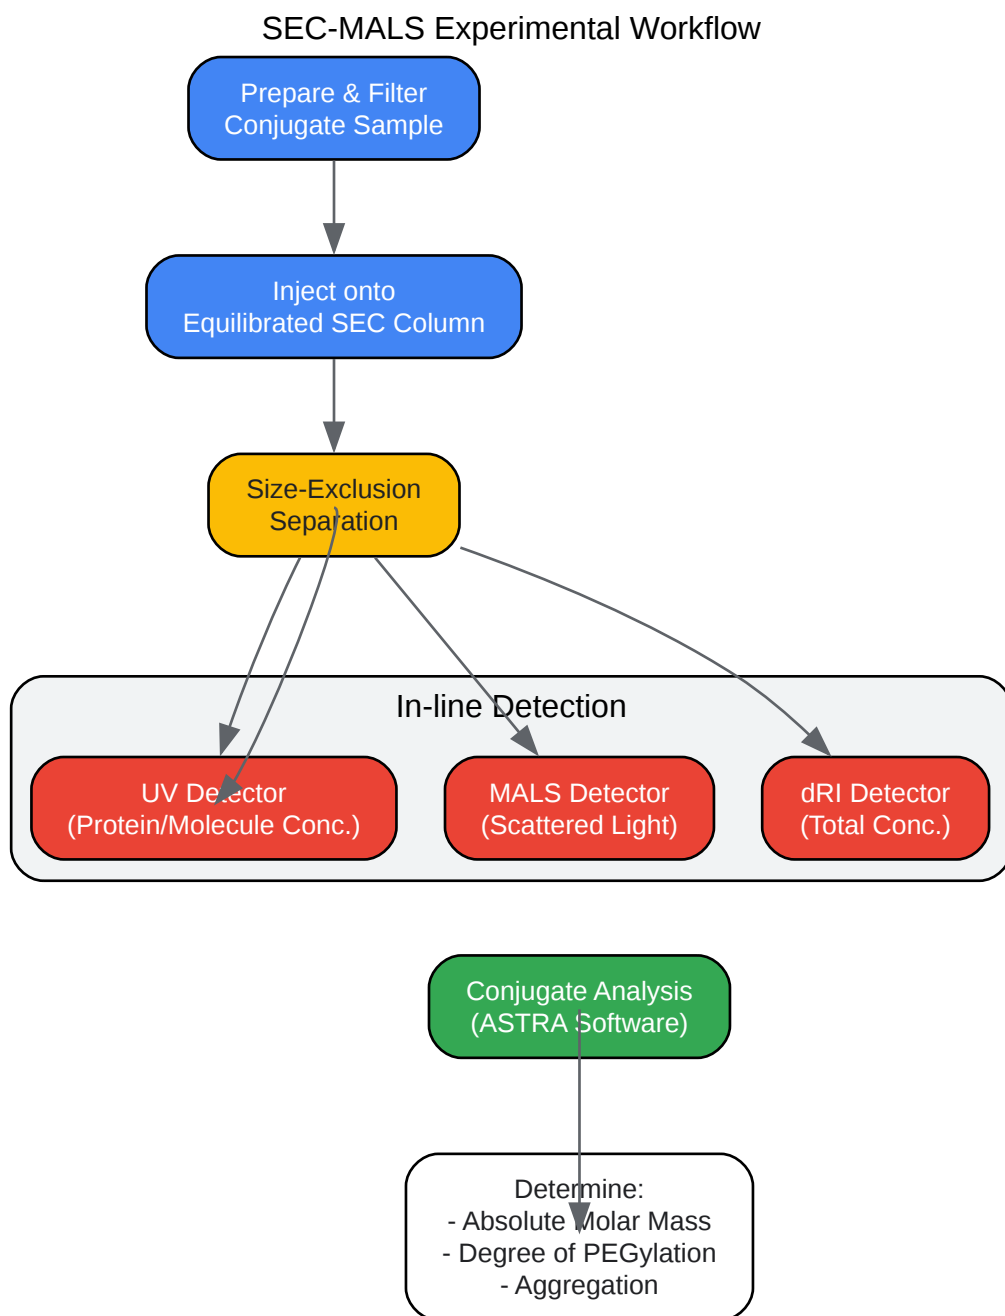 SEC-MALS Experimental Workflow
Prepare & Filter
Conjugate Sample
Inject onto
Equilibrated SEC Column
Size-Exclusion
Separation
In-line Detection
UV Detector
(Protein/Molecule Conc.)
MALS Detector
(Scattered Light)
dRI Detector
(Total Conc.)
Conjugate Analysis
(ASTRA Software)
Determine:
- Absolute Molar Mass
- Degree of PEGylation
- Aggregation